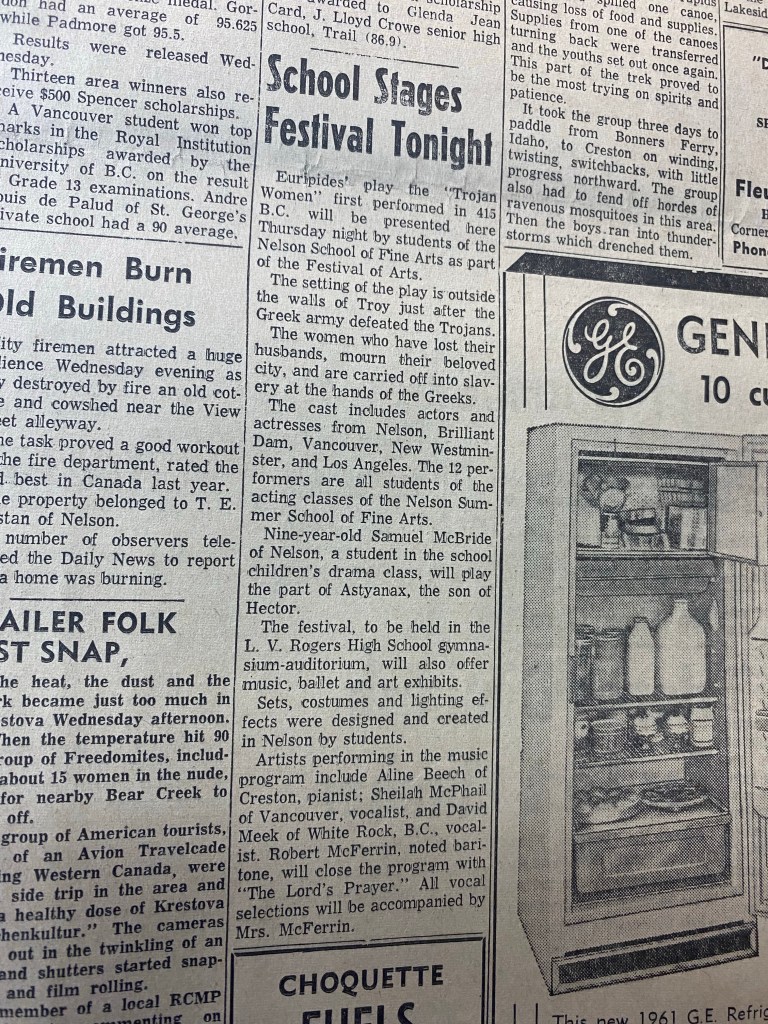 had an average of 95.625
while Padmore got 95.5.
Results were released Wed-
nesday.
Thirteen area winners also re-
ceive $500 Spencer scholarships.
A Vancouver student won top
marks in the Royal Institution
scholarships awarded by the
University of B.C. on the result
Grade 13 examinations. Andre
Louis de Palud of St. George's
private school had a 90 average.
Firemen Burn
Old Buildings
City firemen attracted a huge
audience Wednesday evening as
destroyed by fire an old cot-
and cowshed near the View
alleyway.
The task proved a good workout
the fire department, rated the
best in Canada last year.
property belonged to T. E.
of Nelson.
number of observers tele-
phoned the Daily News to report
a home was burning.
TRAILER FOLK
SNAP,
The heat, the dust and the
became just too much in
Krestova Wednesday afternoon.
When the temperature hit 90
group of Freedomites, includ-
about 15 women in the nude,
for nearby Bear Creek to
off.
group of American tourists,
of an Avion Travelcade
Western Canada, were
side trip in the area and
a healthy dose of Krestova
The cameras
out in the twinkling of an
and shutters started snap-
and film rolling.
member of a local RCMP
on
scholarship
awarded to Glenda Jean
Card, J. Lloyd Crowe senior high
school, Trail (86.9).
School Stages
Festival Tonight
Euripides' play the "Trojan
Women" first performed in 415
B.C. will be presented here
Thursday night by students of the
Nelson School of Fine Arts as part
of the Festival of Arts.
The setting of the play is outside
the walls of Troy just after the
Greek army defeated the Trojans.
The women who have lost their
husbands, mourn their beloved
city, and are carried off into slav-
ery at the hands of the Greeks.
The cast includes actors and
actresses from Nelson, Brilliant
Dam, Vancouver, New Westmin-
ster, and Los Angeles. The 12 per-
formers are all students of the
acting classes of the Nelson Sum-
mer School of Fine Arts.
Nine-year-old Samuel McBride
of Nelson, a student in the school
children's drama class, will play
the part of Astyanax, the son of
Hector.
The festival, to be held in the
L. V. Rogers High School gymna-
sium-auditorium, will also offer
music, ballet and art exhibits.
Sets, costumes and lighting ef-
fects were designed and created
in Nelson by students.
Artists performing in the music
program include Aline Beech of
Creston, pianist; Sheilah McPhail
of Vancouver, vocalist, and David
Meek of White Rock, B.C., vocal-
ist. Robert McFerrin, noted bari-
tone, will close the program with
"The Lord's Prayer." All vocal
selections will be accompanied by
Mrs. McFerrin.
CHOQUETTE
FUELS
spilled one canoe,
causing loss of food and supplies.
Supplies from one of the canoes
turning back were transferred
and the youths set out once again.
This part of the trek proved to
be the most trying on spirits and
patience.
It took the group three days to
paddle from Bonners Ferry,
Idaho, to Creston on winding,
twisting, switchbacks, with little
progress northward. The group
also had to fend off hordes of
ravenous mosquitoes in this area.
Then the boys ran into thunder-
storms which drenched them.
GE
GEN
10 cu
This new 1961 G.E. Refrig
Lakesid
"D
SE
Fleu
Corner
Phon